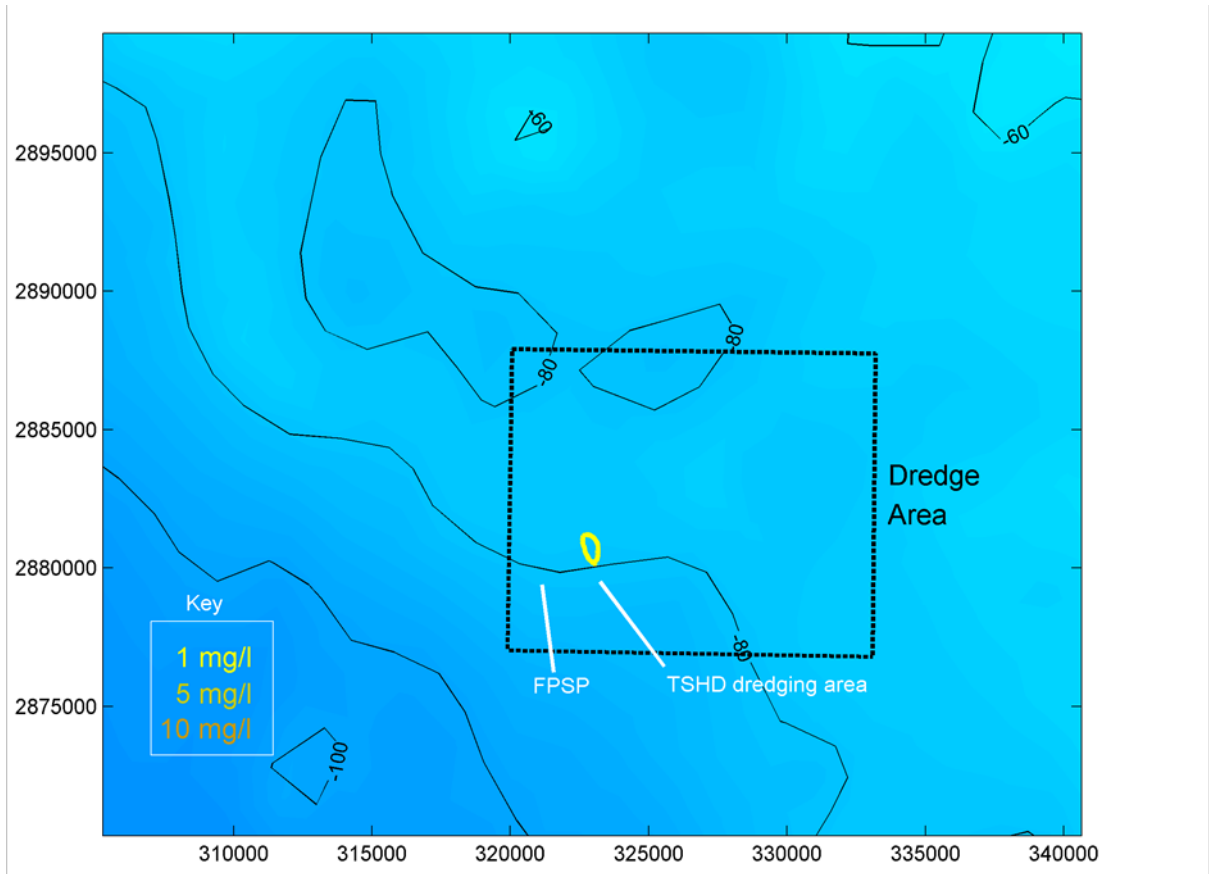 -60
-60
2895000
2890000
-80
-80
2885000
Dredge
Area
2880000
Key
1 mg/l
5 mg/l
10 mg/l
FPSP
TSHD dredging area
-80
2875000
-100
310000
315000
320000
325000
330000
335000
340000